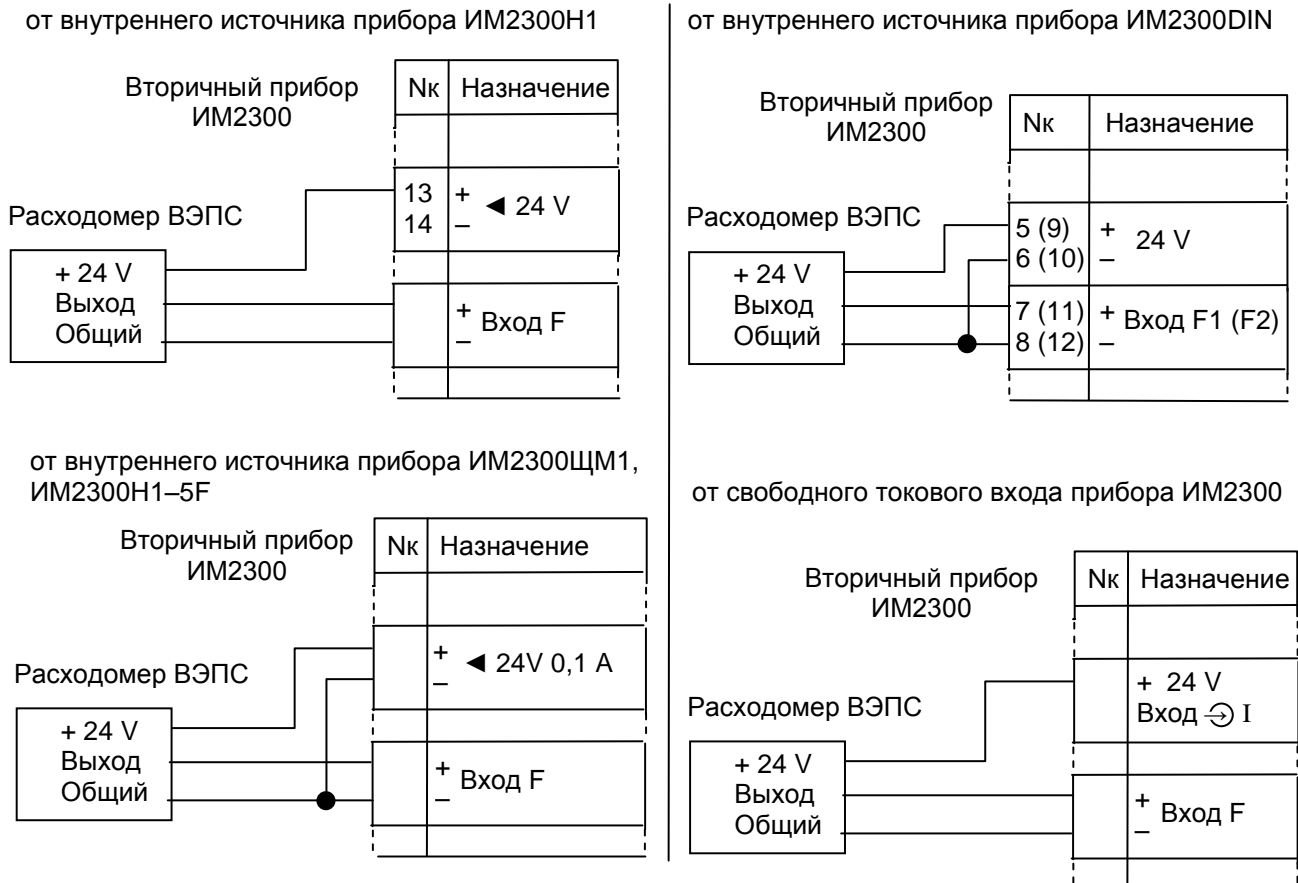 от внутреннего источника прибора ИМ2300Н1
Вторичный прибор
ИМ2300
Nк Назначение
13 + ◄ 24 V
14 –
Расходомер ВЭПС
+ 24 V
Выход
Общий
+ Вход F
–
от внутреннего источника прибора ИМ2300DIN
Вторичный прибор
ИМ2300
Nк Назначение
5 (9) + 24 V
6 (10) –
Расходомер ВЭПС
+ 24 V
Выход
Общий
7 (11) + Вход F1 (F2)
8 (12) –
от внутреннего источника прибора ИМ2300ЩМ1,
ИМ2300Н1–5F
Вторичный прибор
ИМ2300
Nк Назначение
+ ◄ 24V 0,1 А
–
Расходомер ВЭПС
+ 24 V
Выход
Общий
+ Вход F
–
от свободного токового входа прибора ИМ2300
Вторичный прибор
ИМ2300
Nк Назначение
+ 24 V
Вход I
Расходомер ВЭПС
+ 24 V
Выход
Общий
+ Вход F
–